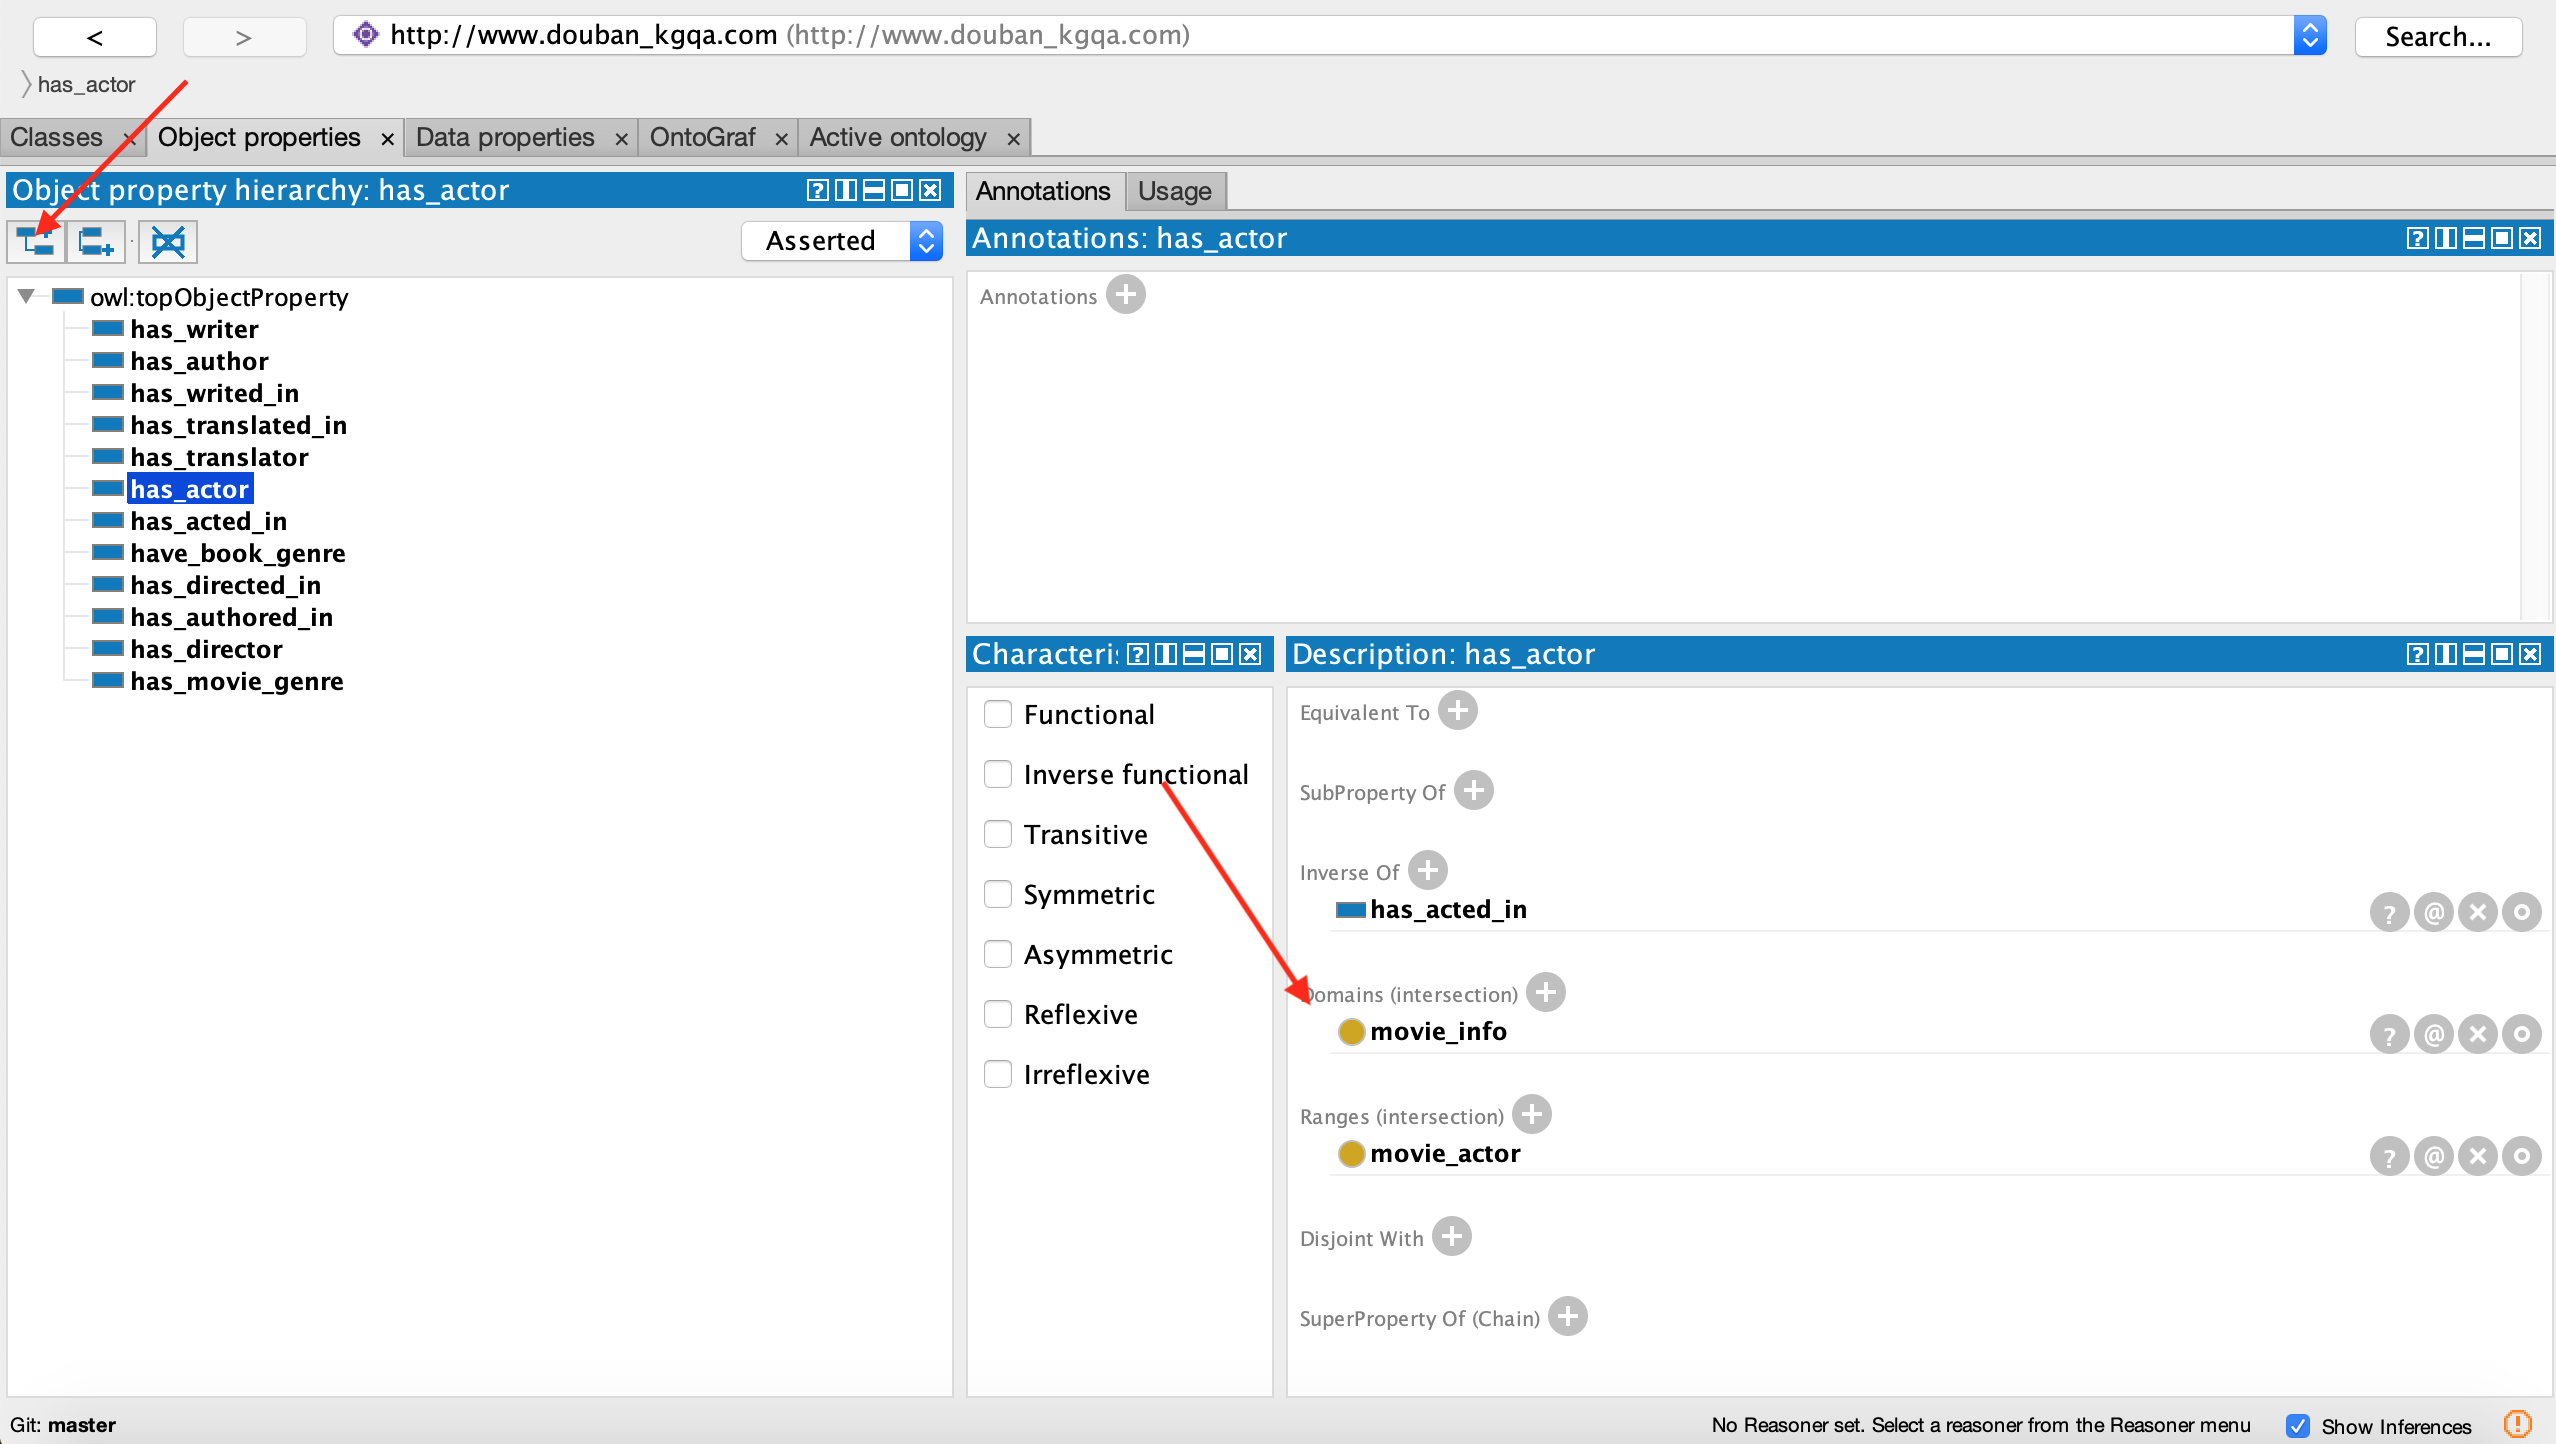 < > http://www.douban_kgqa.com (http://www.douban_kgqa.com) Search...
has_actor
Classes × Object properties × Data properties × OntoGraf × Active ontology ×
Object property hierarchy: has_actor
Asserted
owl:topObjectProperty
has_writer
has_author
has_writed_in
has_translated_in
has_translator
has_actor
has_acted_in
have_book_genre
has_directed_in
has_authored_in
has_director
has_movie_genre
Annotations Usage
Annotations: has_actor
Annotations
Characteris
Functional
Inverse functional
Transitive
Symmetric
Asymmetric
Reflexive
Irreflexive
Description: has_actor
Equivalent To
SubProperty Of
Inverse Of
has_acted_in
Domains (intersection)
movie_info
Ranges (intersection)
movie_actor
Disjoint With
SuperProperty Of (Chain)
Git: master
No Reasoner set. Select a reasoner from the Reasoner menu Show Inferences